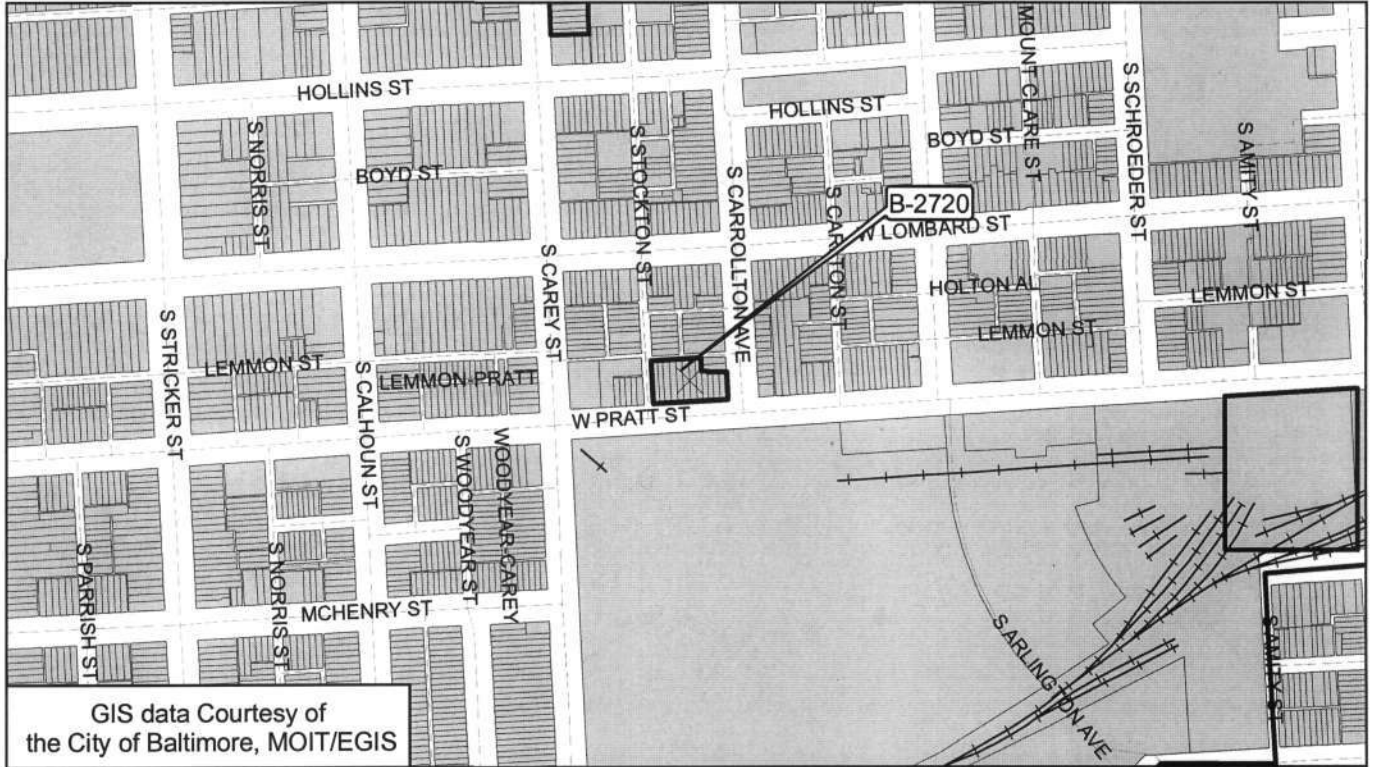 HOLLINS ST
MOUNT CLARE ST
S SCHROEDER ST
HOLLINS ST
BOYD ST
S AMITY ST
S NORRIS ST
BOYD ST
S STOCKTON ST
S CARROLLTON AVE
S CARLTON ST
B-2720
W LOMBARD ST
S CAREY ST
HOLTON AL
LEMMON ST
S STRICKER ST
LEMMON ST
S CALHOUN ST
LEMMON-PRATT
LEMMON ST
W PRATT ST
S WOODYEAR ST
WOODYEAR-CAREY
S PARRISH ST
S NORRIS ST
MCHENRY ST
S ARLINGTON AVE
S AMITY ST
GIS data Courtesy of
the City of Baltimore, MOIT/EGIS